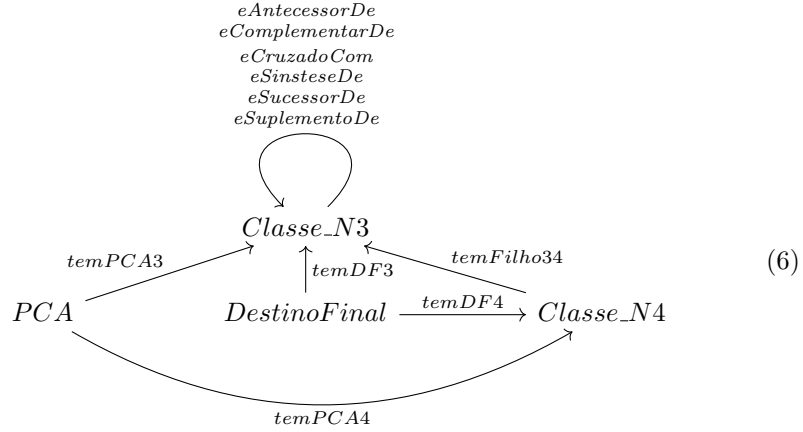 eAntecessorDe
eComplementarDe
eCruzadoCom
eSinsteseDe
eSucessorDe
eSuplementoDe
Classe_N3
temPCA3
temFilho34
(6)
temDF3
PCA
DestinoFinal
temDF4
Classe_N4
temPCA4